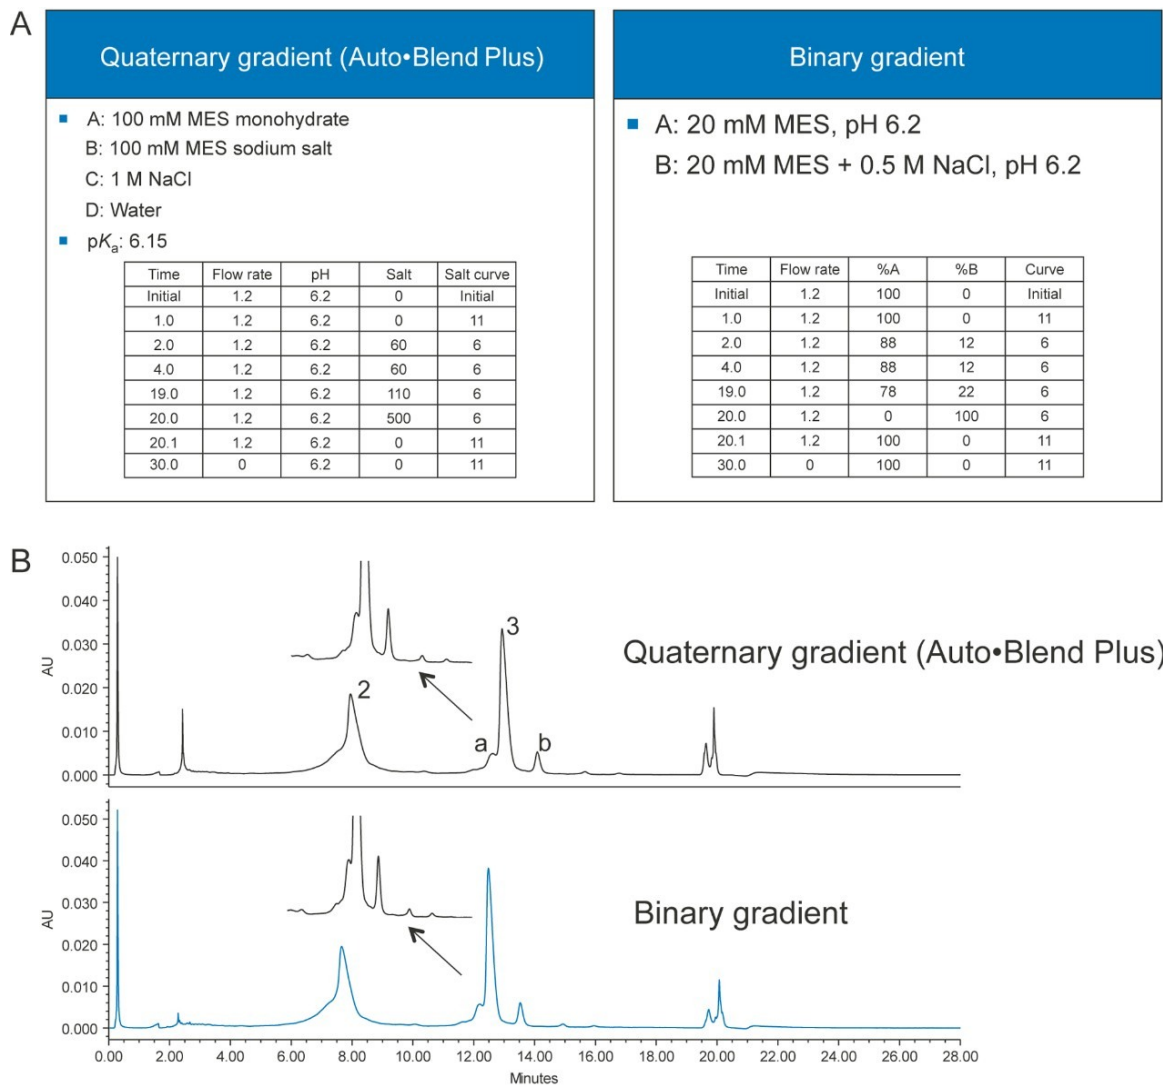 A
Quaternary gradient (Auto•Blend Plus)
A: 100 mM MES monohydrate
B: 100 mM MES sodium salt
C: 1 M NaCl
D: Water
pKa: 6.15
Time Flow rate pH Salt Salt curve
Initial 1.2 6.2 0 Initial
1.0 1.2 6.2 0 11
2.0 1.2 6.2 60 6
4.0 1.2 6.2 60 6
19.0 1.2 6.2 110 6
20.0 1.2 6.2 500 6
20.1 1.2 6.2 0 11
30.0 0 6.2 0 11
Binary gradient
A: 20 mM MES, pH 6.2
B: 20 mM MES + 0.5 M NaCl, pH 6.2
Time Flow rate %A %B Curve
Initial 1.2 100 0 Initial
1.0 1.2 100 0 11
2.0 1.2 88 12 6
4.0 1.2 88 12 6
19.0 1.2 78 22 6
20.0 1.2 0 100 6
20.1 1.2 100 0 11
30.0 0 100 0 11
B
0.050
0.040
0.030
0.020
0.010
0.000
AU
2
a
3
b
Quaternary gradient (Auto•Blend Plus)
0.050
0.040
0.030
0.020
0.010
0.000
AU
Binary gradient
0.00 2.00 4.00 6.00 8.00 10.00 12.00 14.00 16.00 18.00 20.00 22.00 24.00 26.00 28.00
Minutes